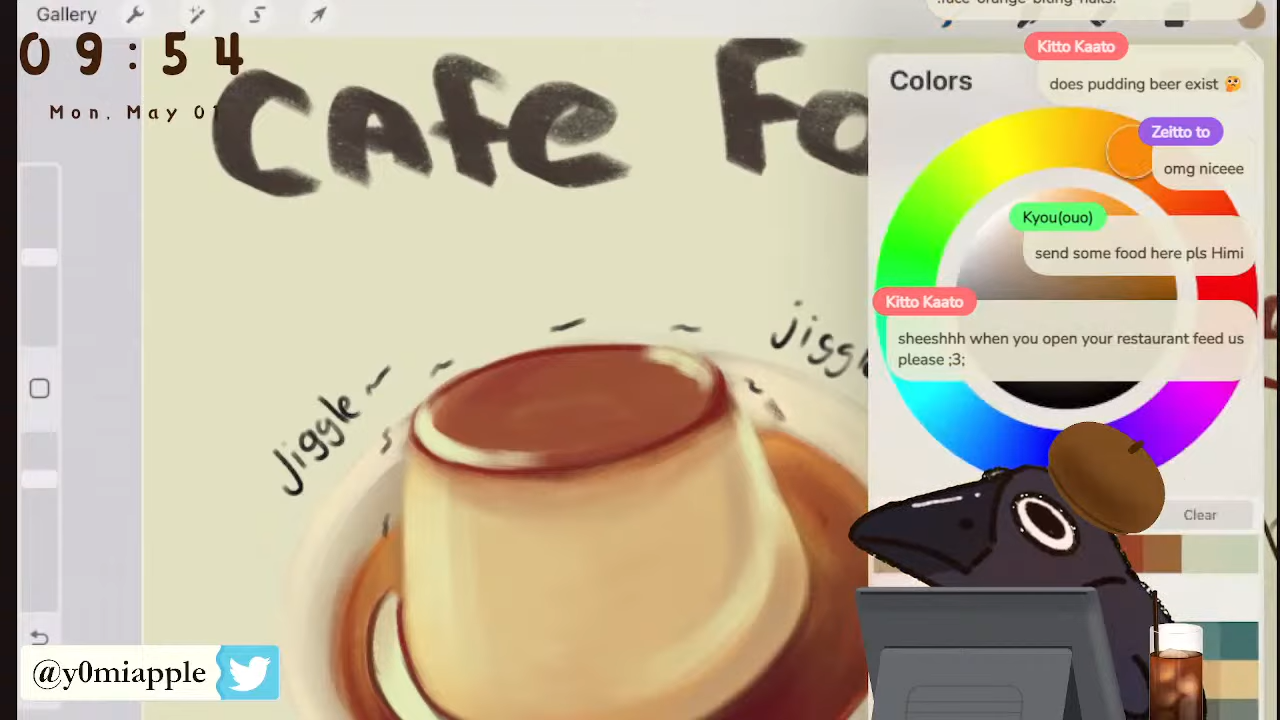 Gallery
09:54
Mon, May 01
Cafe Fo
Colors
Kitto Kaato
does pudding beer exist 🤔
Zeitto to
omg niceee
Kyou(ouo)
send some food here pls Himi
Kitto Kaato
sheeshhh when you open your restaurant feed us
please ;3;
jiggle
Jiggle
Clear
@y0miapple